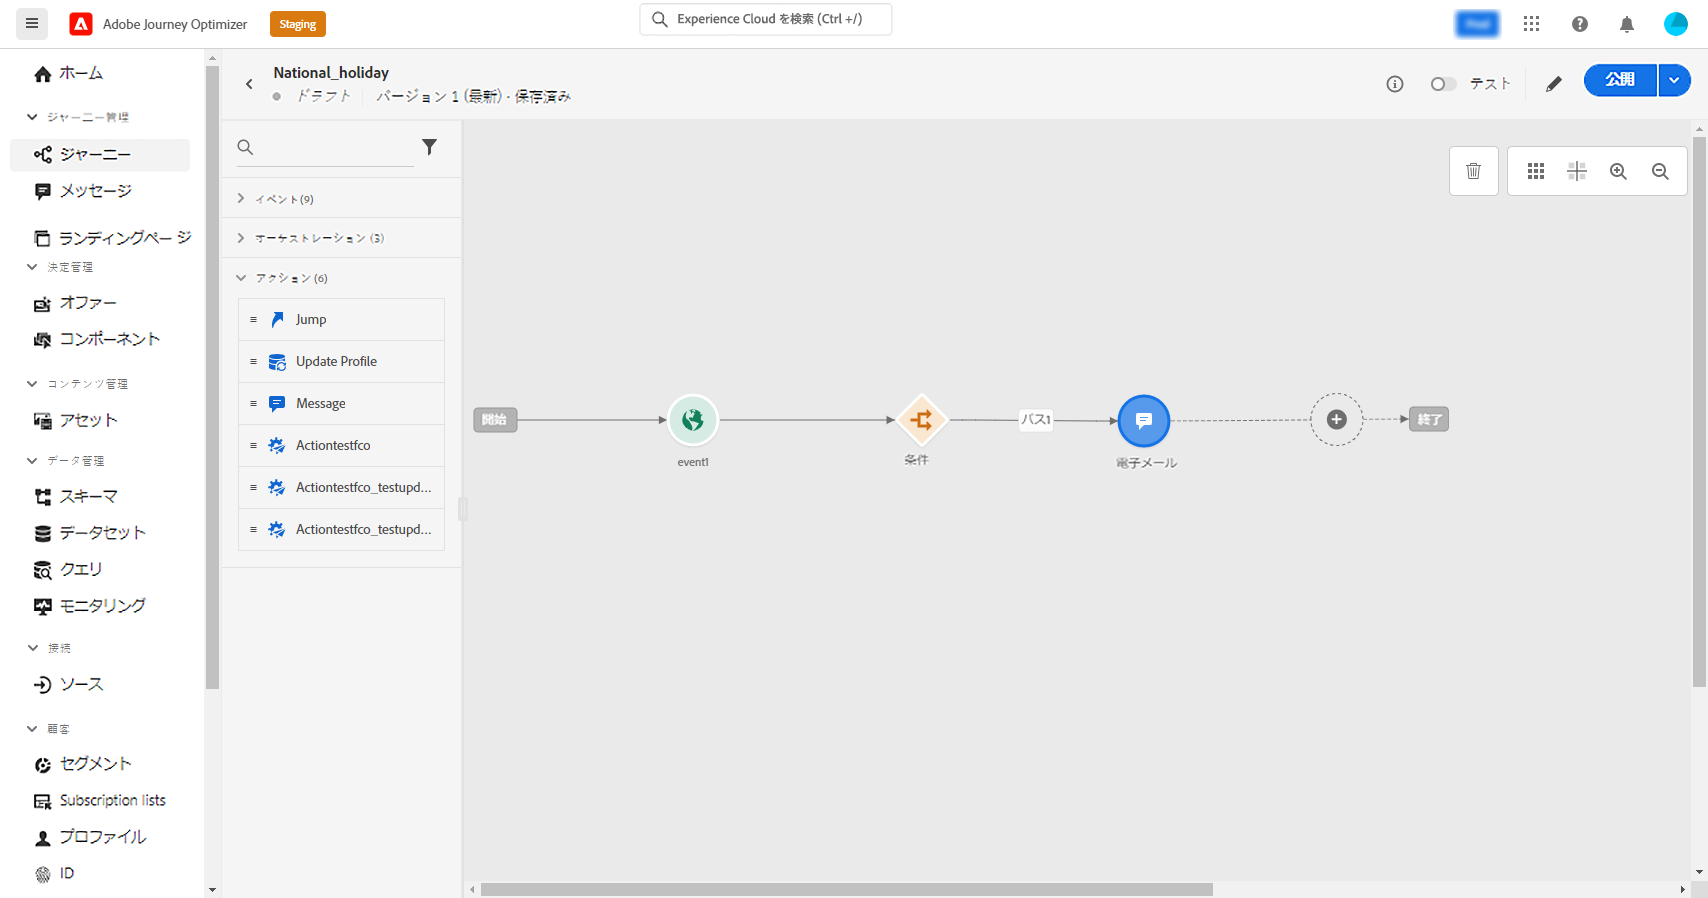 Adobe Journey Optimizer
Staging
Experience Cloud を検索 (Ctrl +/)
ホーム
ジャーニー管理
ジャーニー
メッセージ
ランディングページ
決定管理
オファー
コンポーネント
コンテンツ管理
アセット
データ管理
スキーマ
データセット
クエリ
モニタリング
接続
ソース
顧客
セグメント
Subscription lists
プロファイル
ID
National_holiday
ドラフト
バージョン 1 (最新) - 保存済み
テスト
公開
イベント(9)
オーケストレーション (3)
アクション (6)
Jump
Update Profile
Message
Actiontestfco
Actiontestfco_testupd...
Actiontestfco_testupd...
開始
event1
条件
パス1
電子メール
終了